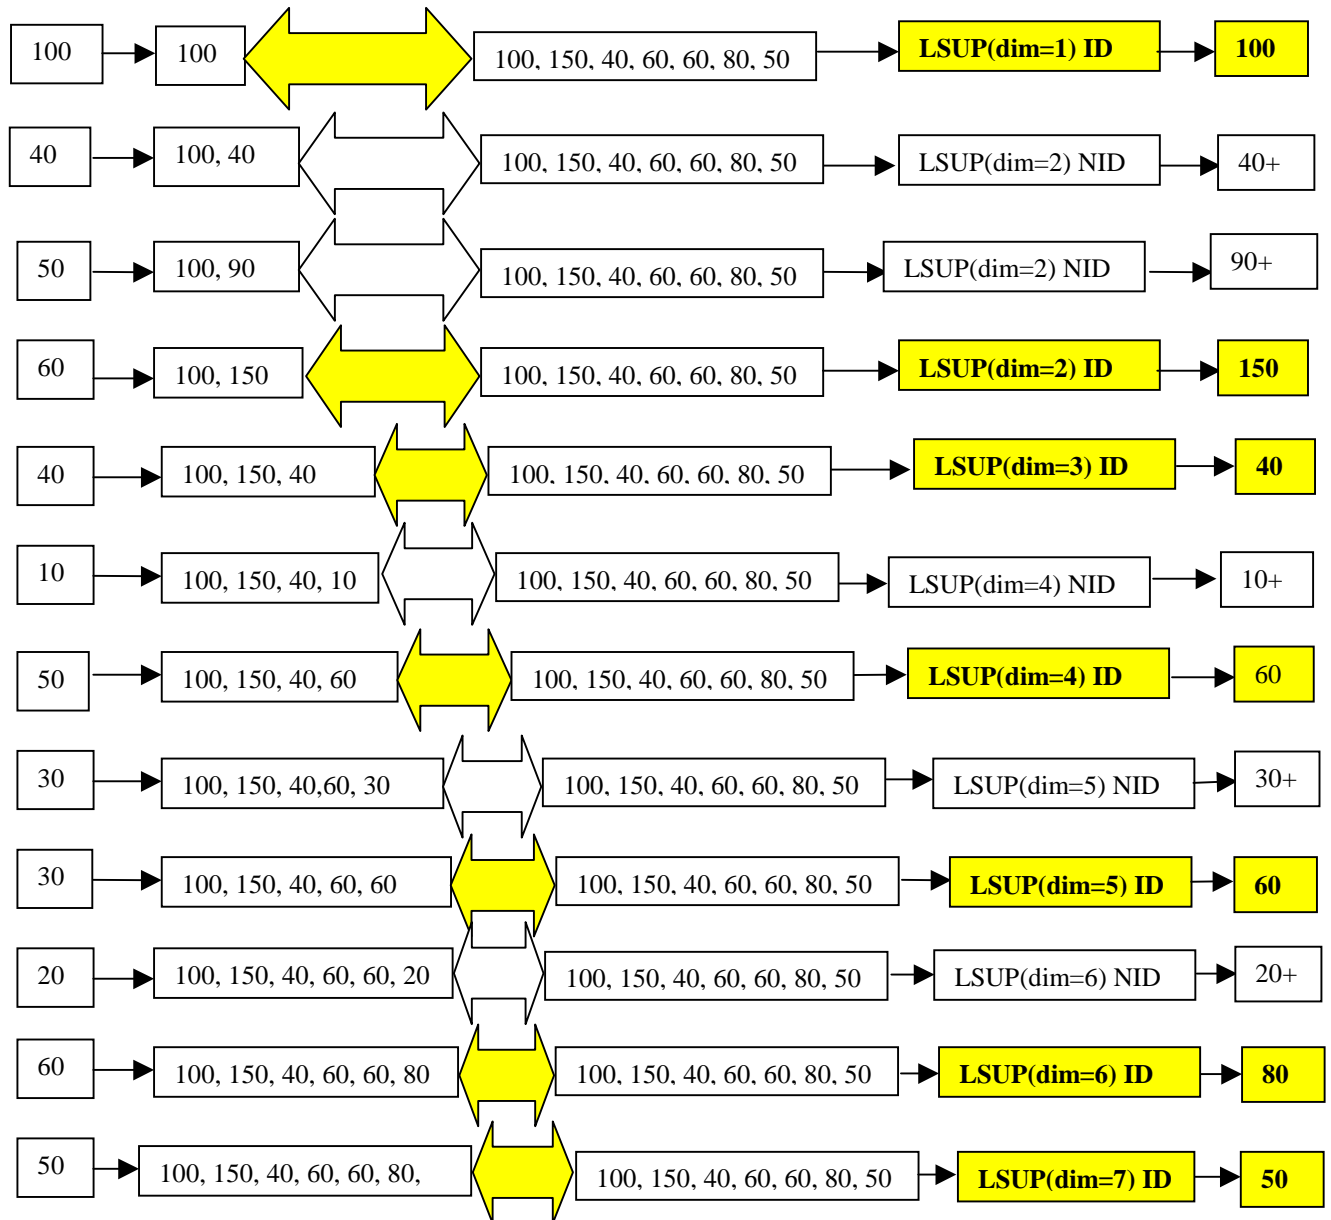 100 100 100, 150, 40, 60, 60, 80, 50 LSUP(dim=1) ID 100
40 100, 40 100, 150, 40, 60, 60, 80, 50 LSUP(dim=2) NID 40+
50 100, 90 100, 150, 40, 60, 60, 80, 50 LSUP(dim=2) NID 90+
60 100, 150 100, 150, 40, 60, 60, 80, 50 LSUP(dim=2) ID 150
40 100, 150, 40 100, 150, 40, 60, 60, 80, 50 LSUP(dim=3) ID 40
10 100, 150, 40, 10 100, 150, 40, 60, 60, 80, 50 LSUP(dim=4) NID 10+
50 100, 150, 40, 60 100, 150, 40, 60, 60, 80, 50 LSUP(dim=4) ID 60
30 100, 150, 40,60, 30 100, 150, 40, 60, 60, 80, 50 LSUP(dim=5) NID 30+
30 100, 150, 40, 60, 60 100, 150, 40, 60, 60, 80, 50 LSUP(dim=5) ID 60
20 100, 150, 40, 60, 60, 20 100, 150, 40, 60, 60, 80, 50 LSUP(dim=6) NID 20+
60 100, 150, 40, 60, 60, 80 100, 150, 40, 60, 60, 80, 50 LSUP(dim=6) ID 80
50 100, 150, 40, 60, 60, 80, 100, 150, 40, 60, 60, 80, 50 LSUP(dim=7) ID 50